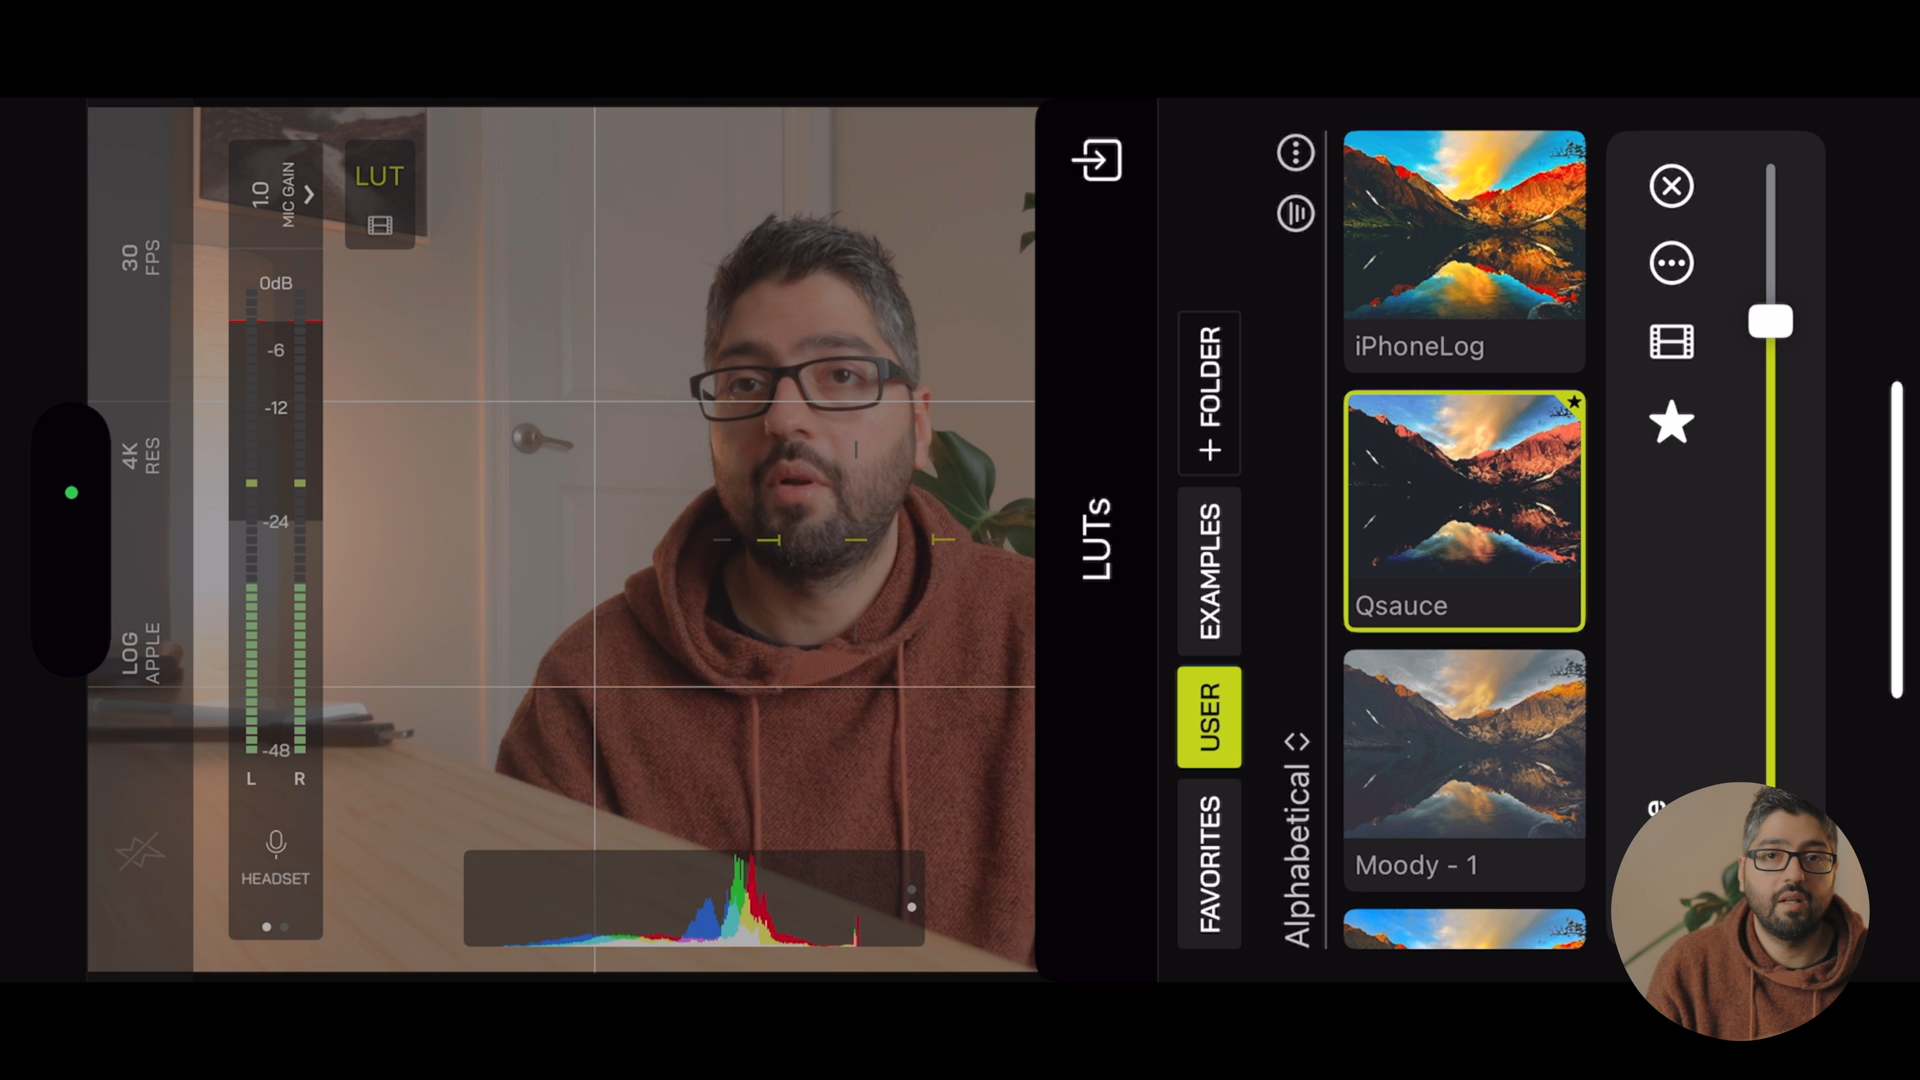 30
FPS
4K
RES
LOG
APPLE
1.0
MIC GAIN
LUT
0dB
-6
-12
-24
-48
L R
HEADSET
LUTs
+ FOLDER
EXAMPLES
USER
FAVORITES
Alphabetical
iPhoneLog
Qsauce
Moody - 1